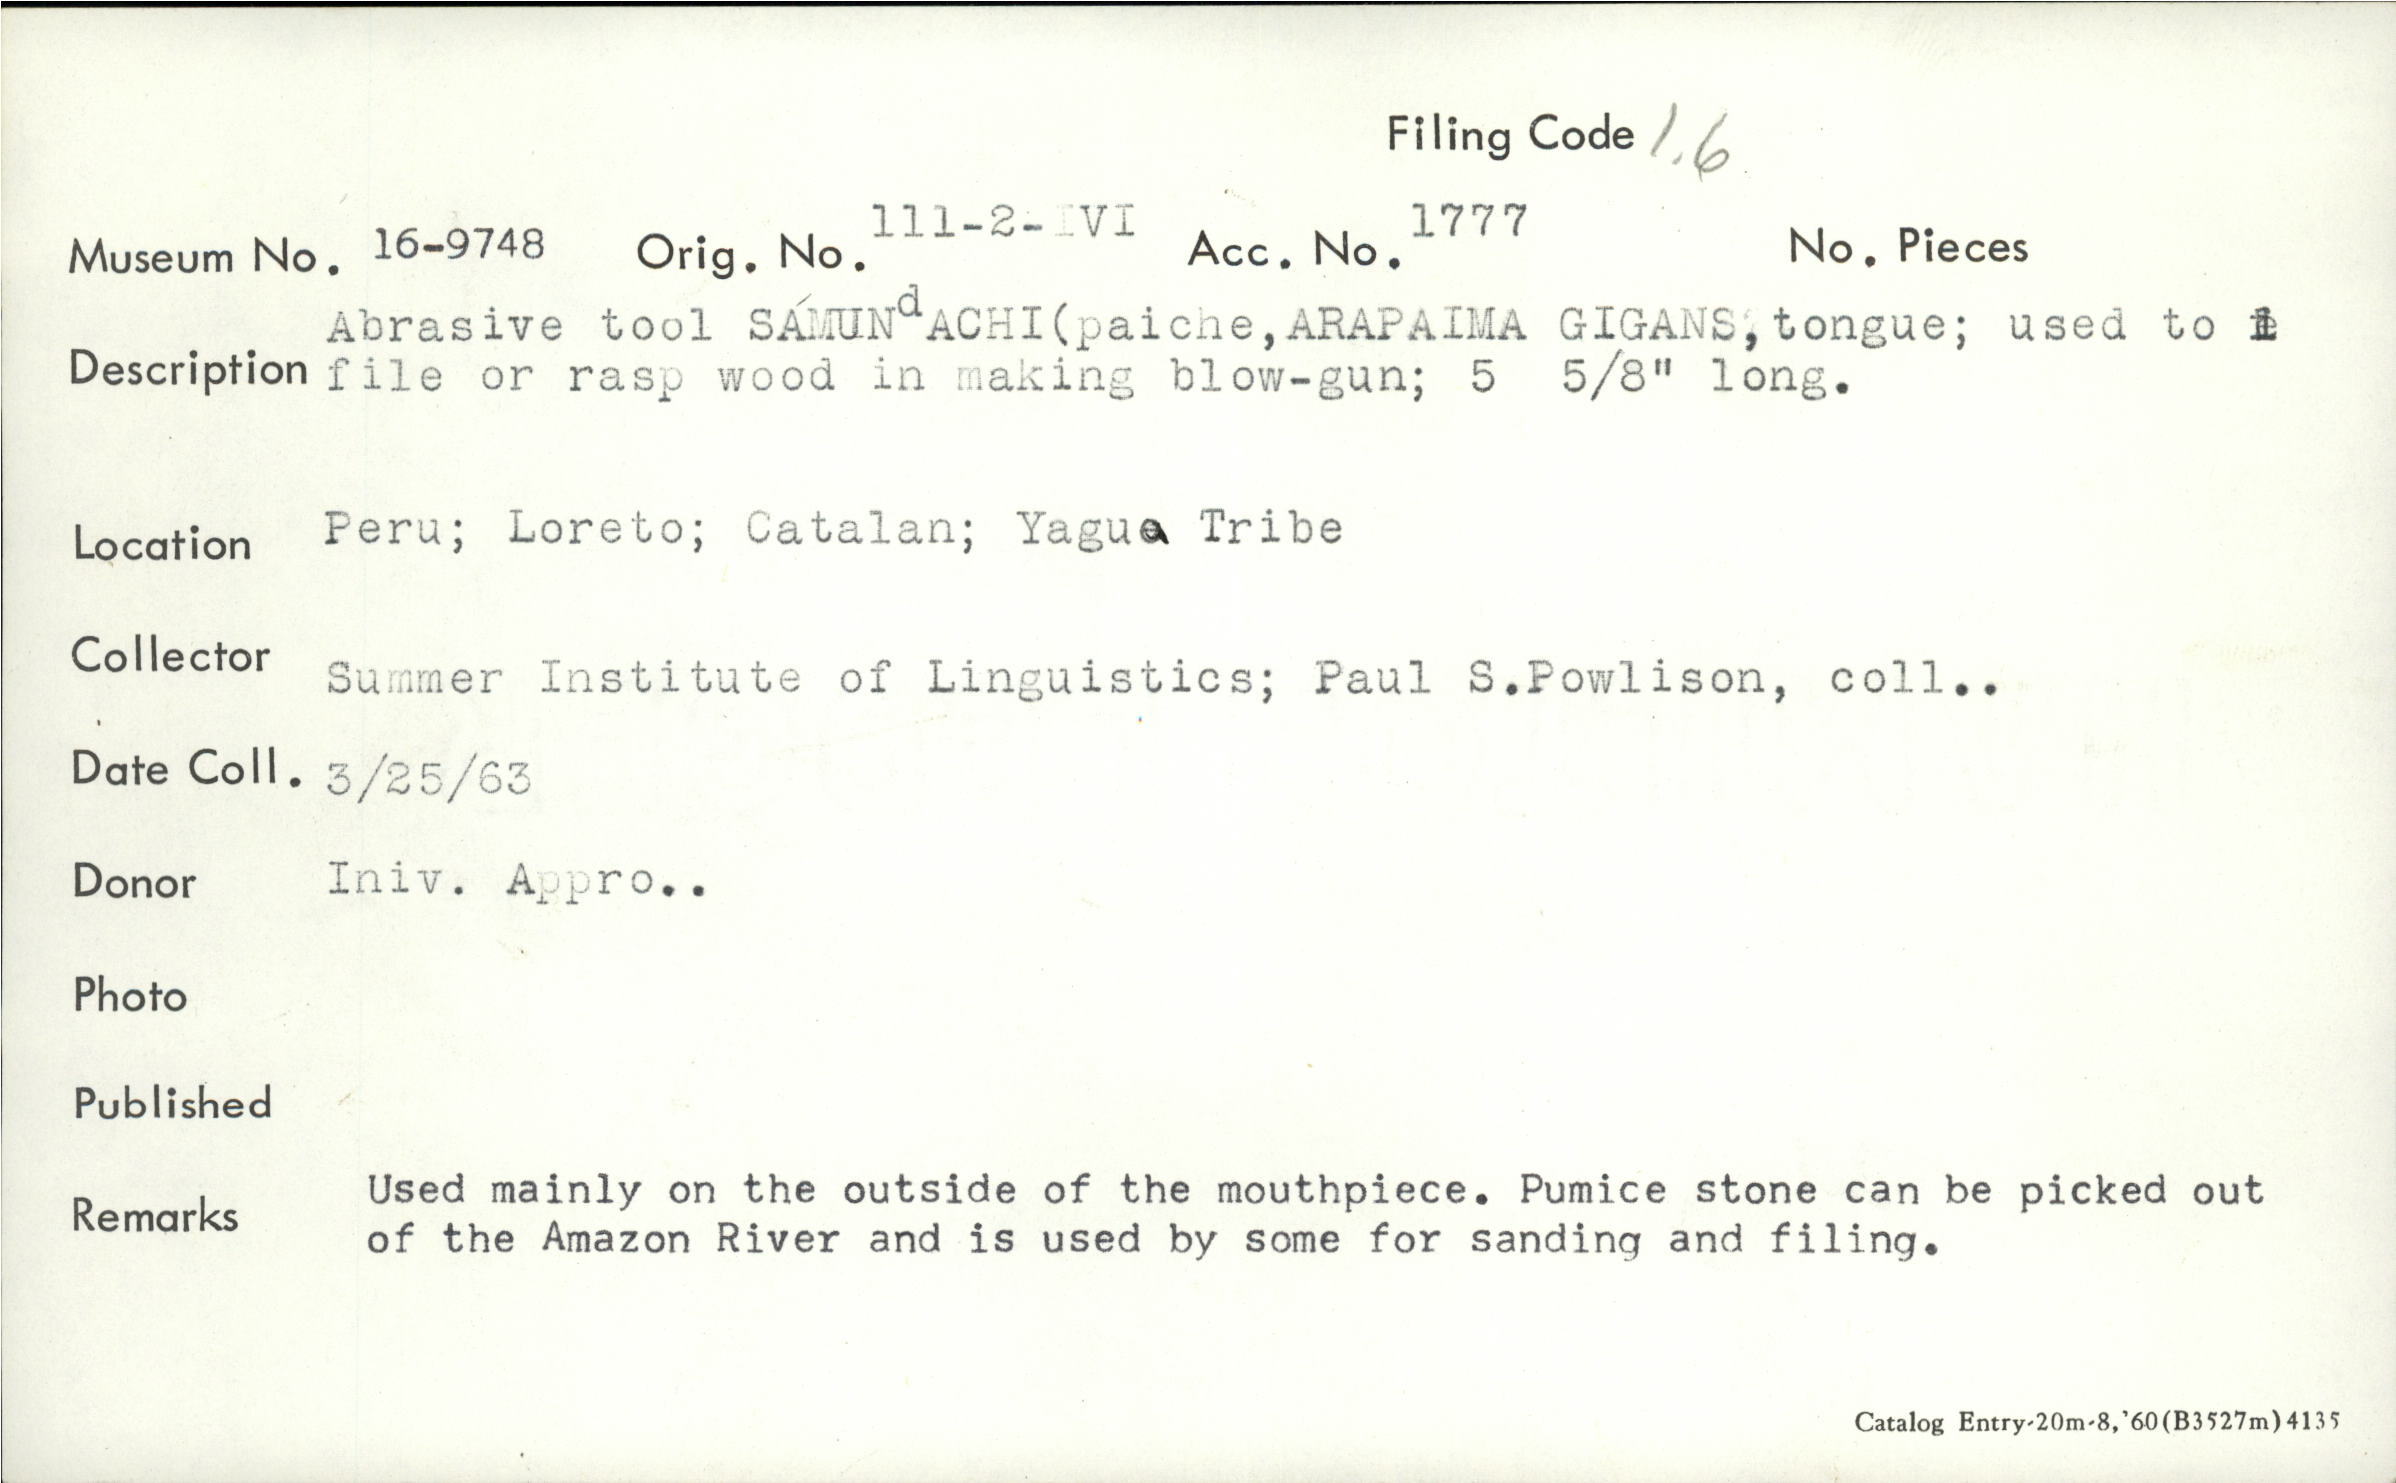 Filing Code 1.6
Museum No. 16-9748 Orig. No. 111-2-IVI Acc. No. 1777 No. Pieces
Description Abrasive tool SÁMUNdACHI(paiche,ARAPAIMA GIGANS,tongue; used to
file or rasp wood in making blow-gun; 5 5/8" long.
Location Peru; Loreto; Catalan; Yagua Tribe
Collector Summer Institute of Linguistics; Paul S.Powlison, coll..
Date Coll. 3/25/63
Donor Iniv. Appro..
Photo
Published
Remarks Used mainly on the outside of the mouthpiece. Pumice stone can be picked out
of the Amazon River and is used by some for sanding and filing.
Catalog Entry-20m-8,'60(B3527m)4135